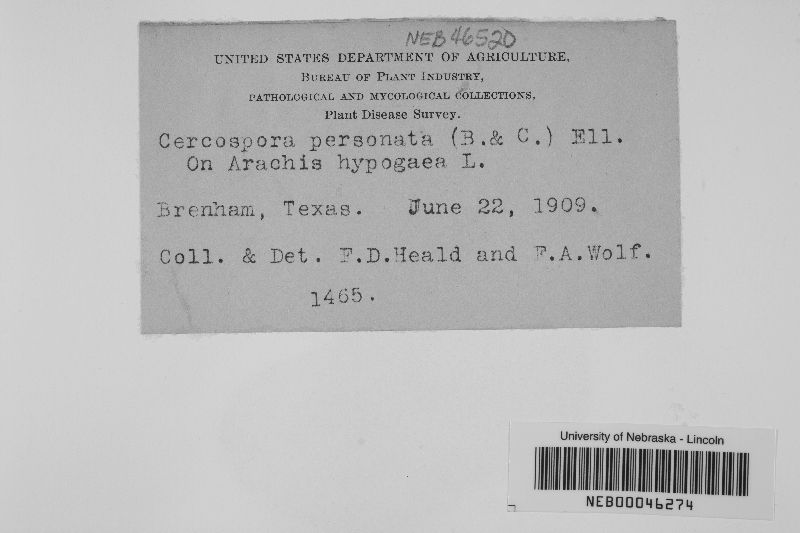 NEB 46520
UNITED STATES DEPARTMENT OF AGRICULTURE,
BUREAU OF PLANT INDUSTRY,
PATHOLOGICAL AND MYCOLOGICAL COLLECTIONS,
Plant Disease Survey.
Cercospora personata (B.& C.) Ell.
On Arachis hypogaea L.
Brenham, Texas. June 22, 1909.
Coll. & Det. F.D.Heald and F.A.Wolf.
1465.
University of Nebraska - Lincoln
NEB00046274